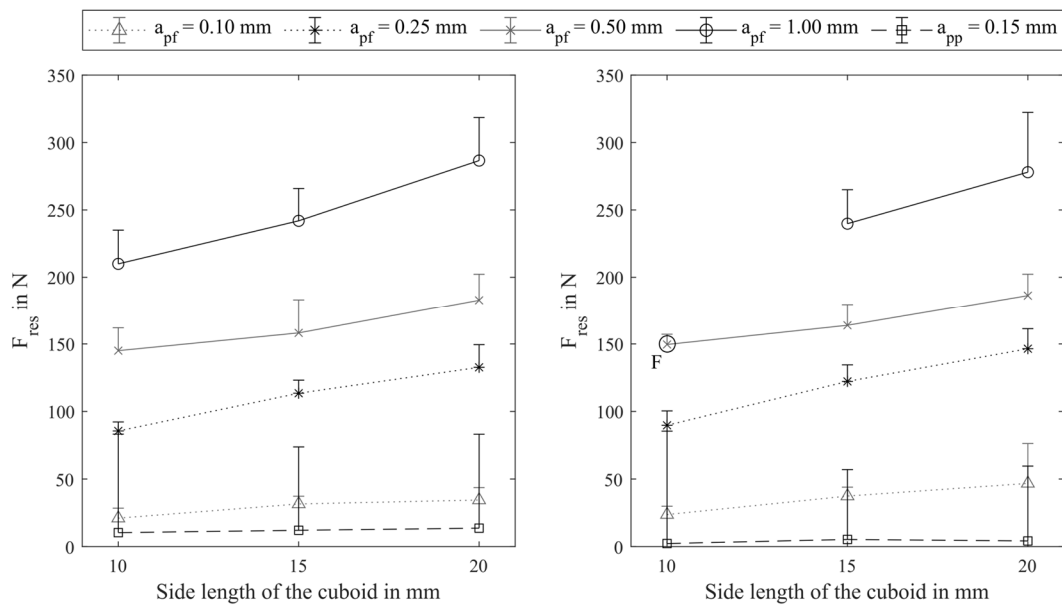 a_pf = 0.10 mm a_pf = 0.25 mm a_pf = 0.50 mm a_pf = 1.00 mm a_pp = 0.15 mm
350
300
250
200
150
100
50
0
F_res in N
10 15 20
Side length of the cuboid in mm
350
300
250
200
150
100
50
0
F_res in N
F
10 15 20
Side length of the cuboid in mm